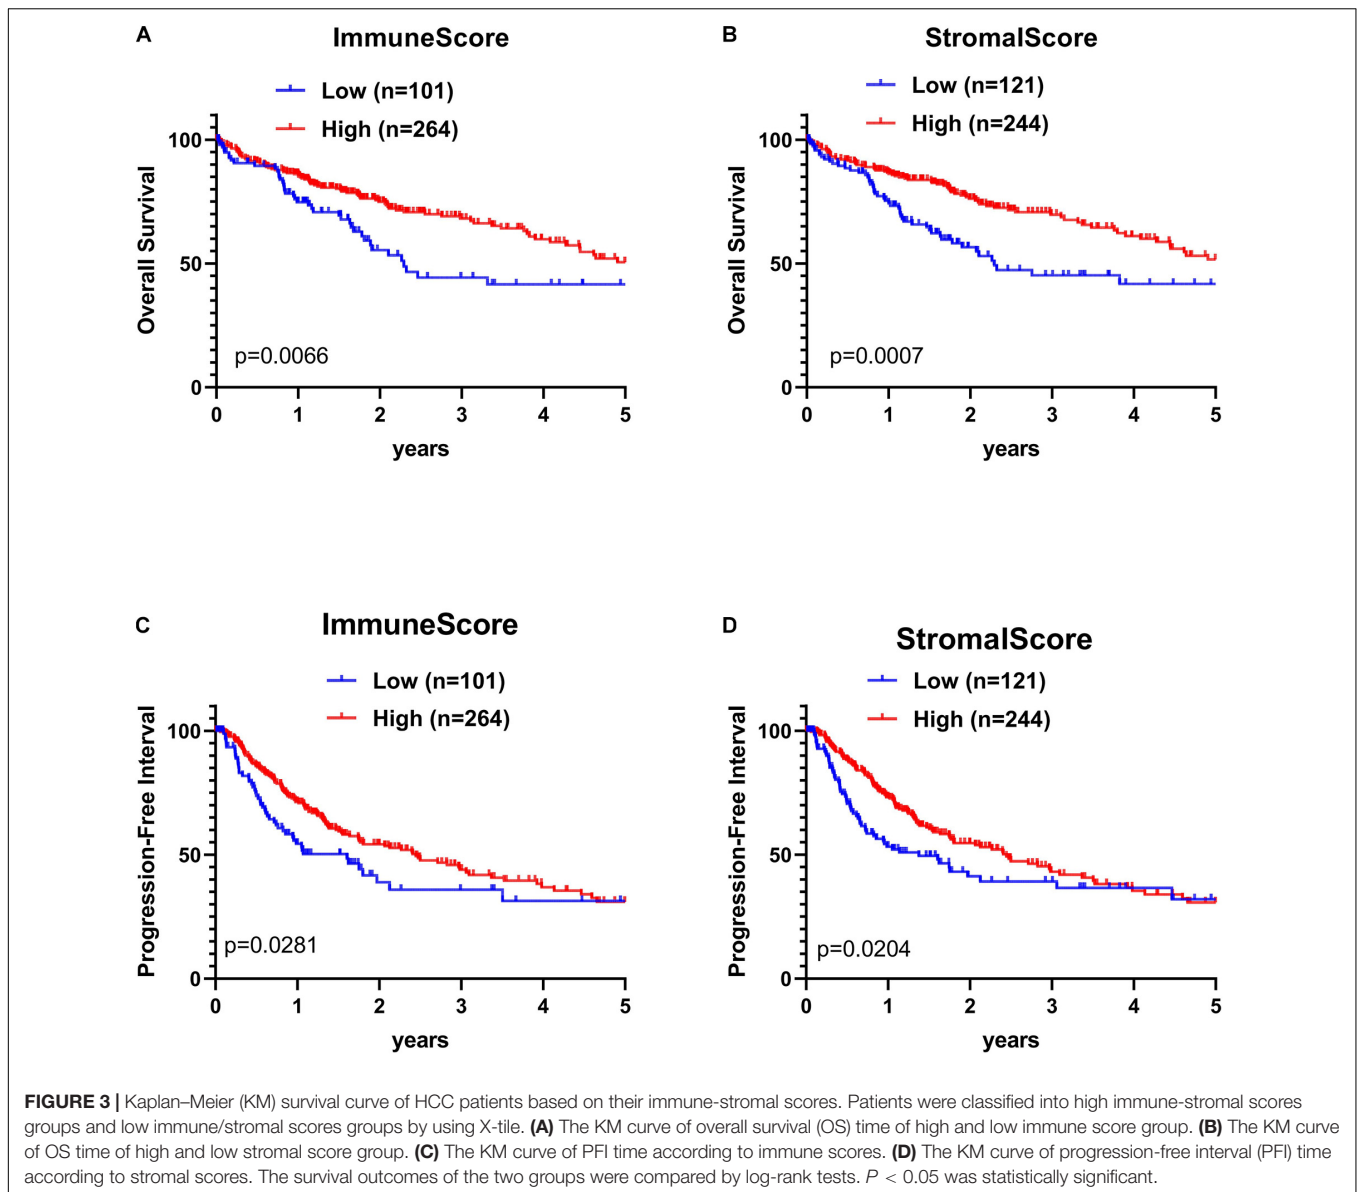 A
ImmuneScore
Low (n=101)
High (n=264)
Overall Survival
100
50
0
p=0.0066
0 1 2 3 4 5
years
B
StromalScore
Low (n=121)
High (n=244)
Overall Survival
100
50
0
p=0.0007
0 1 2 3 4 5
years
C
ImmuneScore
Low (n=101)
High (n=264)
Progression-Free Interval
100
50
0
p=0.0281
0 1 2 3 4 5
years
D
StromalScore
Low (n=121)
High (n=244)
Progression-Free Interval
100
50
0
p=0.0204
0 1 2 3 4 5
years
FIGURE 3 | Kaplan–Meier (KM) survival curve of HCC patients based on their immune-stromal scores. Patients were classified into high immune-stromal scores
groups and low immune/stromal scores groups by using X-tile. (A) The KM curve of overall survival (OS) time of high and low immune score group. (B) The KM curve
of OS time of high and low stromal score group. (C) The KM curve of PFI time according to immune scores. (D) The KM curve of progression-free interval (PFI) time
according to stromal scores. The survival outcomes of the two groups were compared by log-rank tests. P < 0.05 was statistically significant.